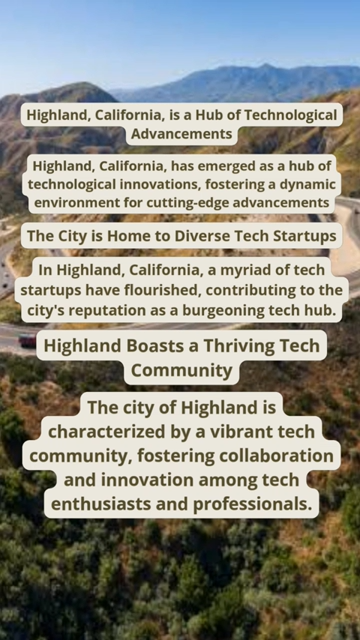 Highland, California, is a Hub of Technological
Advancements
Highland, California, has emerged as a hub of
technological innovations, fostering a dynamic
environment for cutting-edge advancements
The City is Home to Diverse Tech Startups
In Highland, California, a myriad of tech
startups have flourished, contributing to the
city's reputation as a burgeoning tech hub.
Highland Boasts a Thriving Tech
Community
The city of Highland is
characterized by a vibrant tech
community, fostering collaboration
and innovation among tech
enthusiasts and professionals.